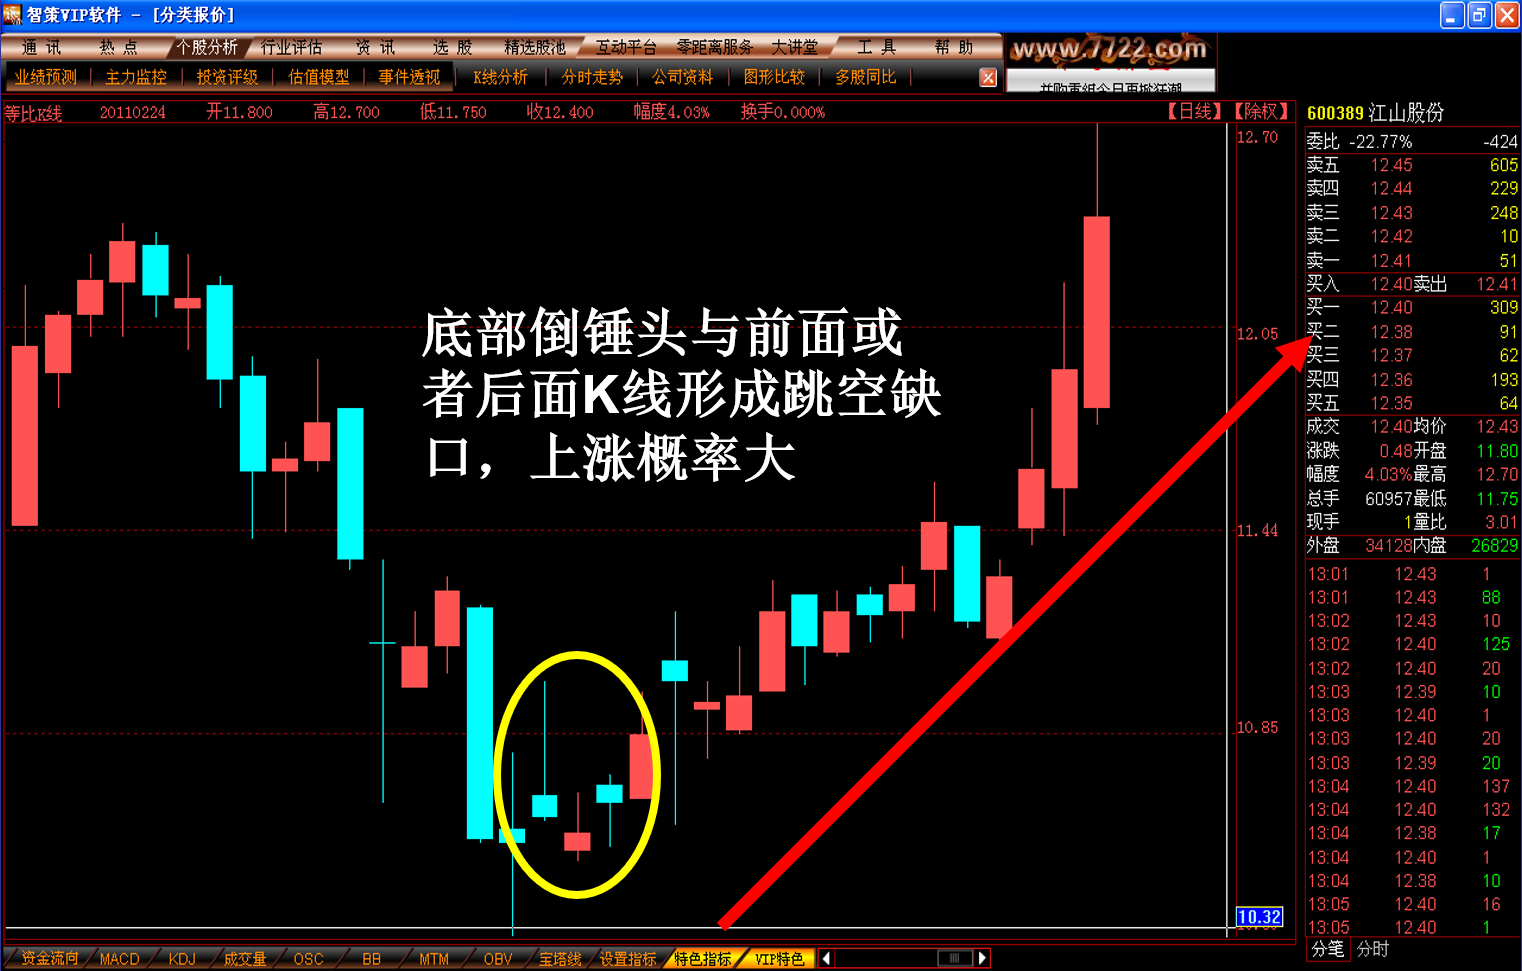 智策VIP软件 - [分类报价]
通 讯 热 点 个股分析 行业评估 资 讯 选 股 精选股池 互动平台 零距离服务 大讲堂 工 具 帮 助
www.7722.com
业绩预测 主力监控 投资评级 估值模型 事件透视 K线分析 分时走势 公司资料 图形比较 多股同比
等比K线 20110224 开11.800 高12.700 低11.750 收12.400 幅度4.03% 换手0.000% 【日线】【除权】
600389 江山股份
12.70
委比 -22.77% -424
卖五 12.45 605
卖四 12.44 229
卖三 12.43 248
卖二 12.42 10
卖一 12.41 51
买入 12.40 卖出 12.41
买一 12.40 309
12.05
买二 12.38 91
买三 12.37 62
买四 12.36 193
买五 12.35 64
底部倒锤头与前面或
者后面K线形成跳空缺
口，上涨概率大
成交 12.40 均价 12.43
涨跌 0.48 开盘 11.80
幅度 4.03% 最高 12.70
总手 60957 最低 11.75
现手 1 量比 3.01
11.44
外盘 34128 内盘 26829
13:01 12.43 1
13:01 12.43 88
13:02 12.43 10
13:02 12.40 125
13:02 12.40 20
13:03 12.39 10
13:03 12.40 1
10.85
13:03 12.40 20
13:03 12.39 20
13:04 12.40 137
13:04 12.40 132
13:04 12.38 17
13:04 12.40 1
13:04 12.38 10
13:05 12.40 16
10.32
13:05 12.40 1
分笔 分时
资金流向 MACD KDJ 成交量 OSC BB MTM OBV 宝塔线 设置指标 特色指标 VIP特色